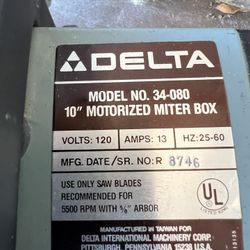 DELTA
MODEL NO. 34-080
10" MOTORIZED MITER BOX
VOLTS: 120 AMPS: 13 HZ:25-60
MFG. DATE/SR. NO: R 8746
USE ONLY SAW BLADES
RECOMMENDED FOR
5500 RPM WITH ⅝" ARBOR
UL
MANUFACTURED IN TAIWAN FOR
DELTA INTERNATIONAL MACHINERY CORP.
PITTSBURGH, PENNSYLVANIA 15238 U.S.A.